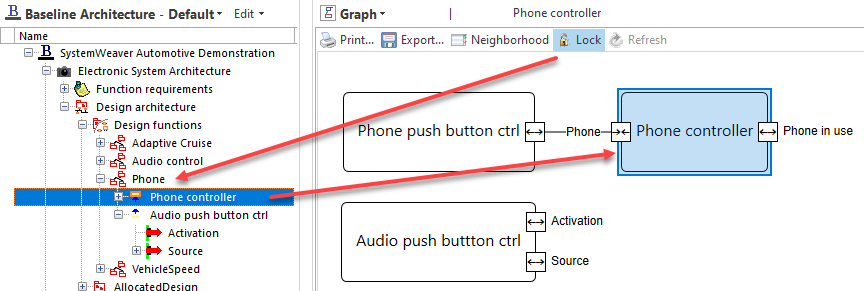 Baseline Architecture - Default Edit
Name
SystemWeaver Automotive Demonstration
Electronic System Architecture
Function requirements
Design architecture
Design functions
Adaptive Cruise
Audio control
Phone
Phone controller
Audio push button ctrl
Activation
Source
VehicleSpeed
AllocatedDesign
Graph | Phone controller
Print... Export... Neighborhood Lock Refresh
Phone push button ctrl Phone Phone controller Phone in use
Activation
Audio push buttton ctrl
Source